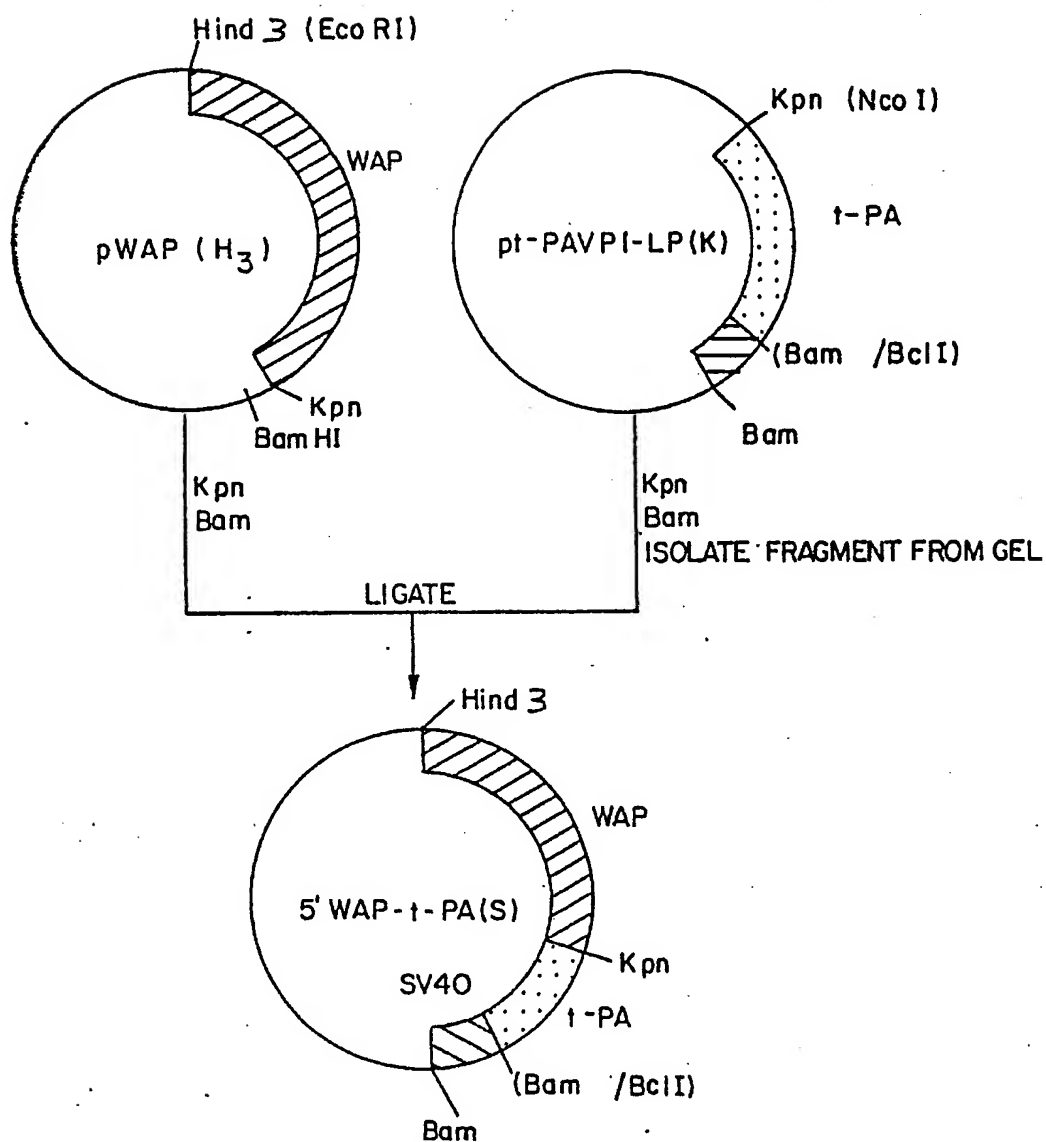 Hind 3 (Eco RI)
WAP
pWAP (H3)
Kpn
Bam HI
Kpn (Nco I)
t-PA
pt-PAVPI-LP(K)
(Bam /BclI)
Bam
Kpn
Bam
Kpn
Bam
ISOLATE FRAGMENT FROM GEL
LIGATE
Hind 3
WAP
5' WAP-t-PA(S)
Kpn
SV40
t-PA
(Bam /BclI)
Bam